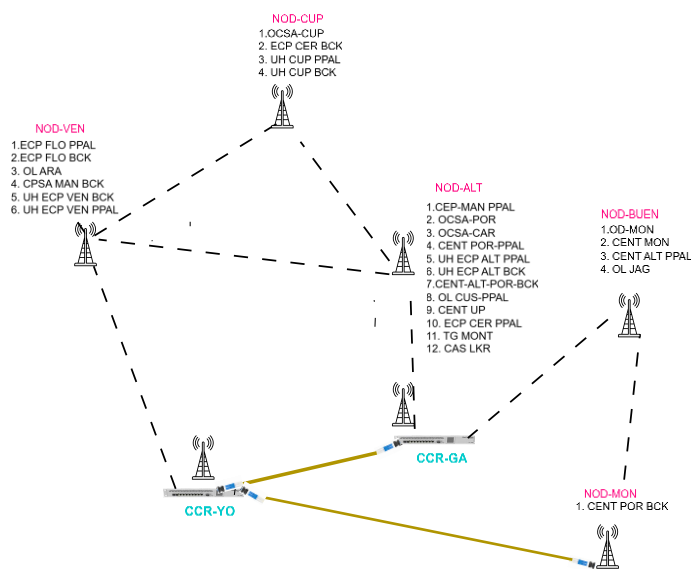 NOD-CUP
1.OCSA-CUP
2. ECP CER BCK
3. UH CUP PPAL
4. UH CUP BCK
NOD-VEN
1.ECP FLO PPAL
2.ECP FLO BCK
3. OL ARA
4. CPSA MAN BCK
5. UH ECP VEN BCK
6. UH ECP VEN PPAL
NOD-ALT
1.CEP-MAN PPAL
2. OCSA-POR
3. OCSA-CAR
4. CENT POR-PPAL
5. UH ECP ALT PPAL
6. UH ECP ALT BCK
7.CENT-ALT-POR-BCK
8. OL CUS-PPAL
9. CENT UP
10. ECP CER PPAL
11. TG MONT
12. CAS LKR
NOD-BUEN
1.OD-MON
2. CENT MON
3. CENT ALT PPAL
4. OL JAG
CCR-GA
CCR-YO
NOD-MON
1. CENT POR BCK